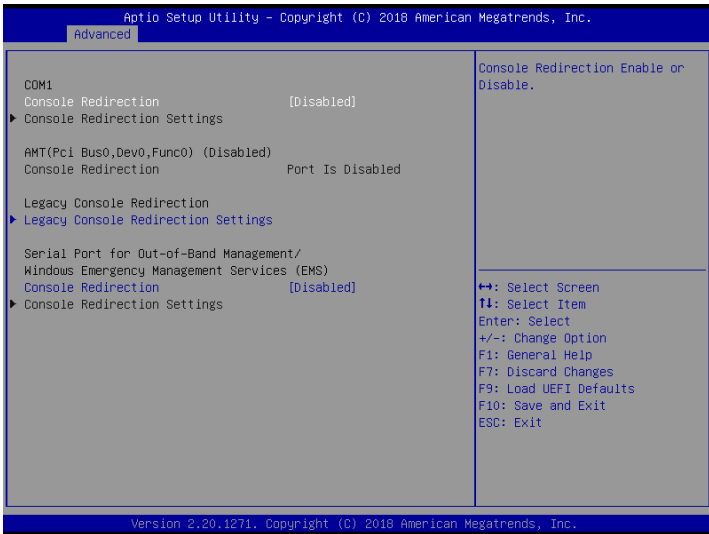 Aptio Setup Utility – Copyright (C) 2018 American Megatrends, Inc.
Advanced
COM1
Console Redirection [Disabled]
Console Redirection Settings
AMT(Pci Bus0,Dev0,Func0) (Disabled)
Console Redirection Port Is Disabled
Legacy Console Redirection
Legacy Console Redirection Settings
Serial Port for Out-of-Band Management/
Windows Emergency Management Services (EMS)
Console Redirection [Disabled]
Console Redirection Settings
Console Redirection Enable or
Disable.
↔: Select Screen
↑↓: Select Item
Enter: Select
+/-: Change Option
F1: General Help
F7: Discard Changes
F9: Load UEFI Defaults
F10: Save and Exit
ESC: Exit
Version 2.20.1271. Copyright (C) 2018 American Megatrends, Inc.